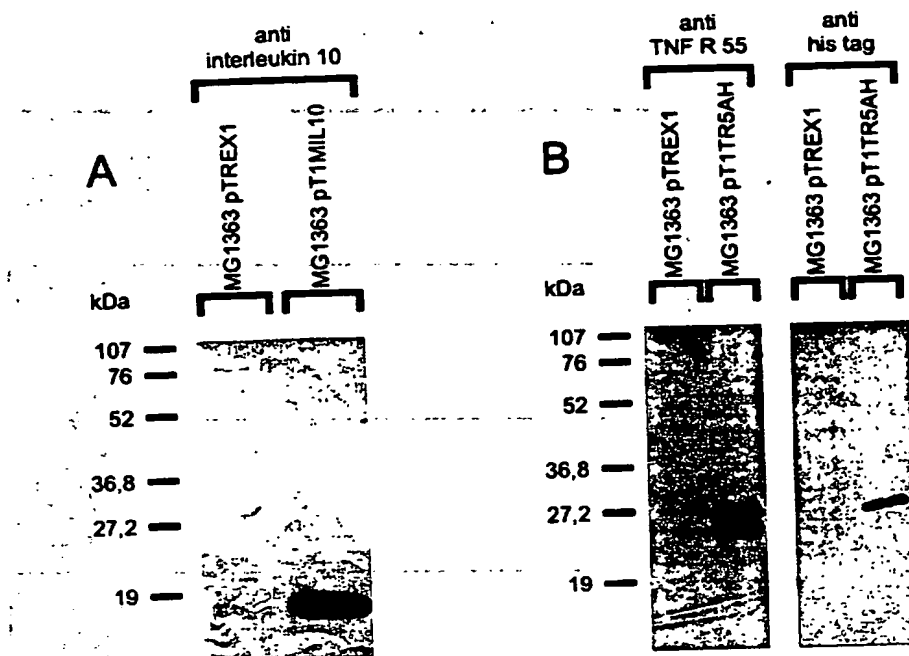 anti
interleukin 10
A
MG1363 pTREX1
MG1363 pT1MIL10
kDa
107
76
52
36,8
27,2
19
anti
TNF R 55
anti
his tag
B
MG1363 pTREX1
MG1363 pT1TR5AH
MG1363 pTREX1
MG1363 pT1TR5AH
kDa
107
76
52
36,8
27,2
19